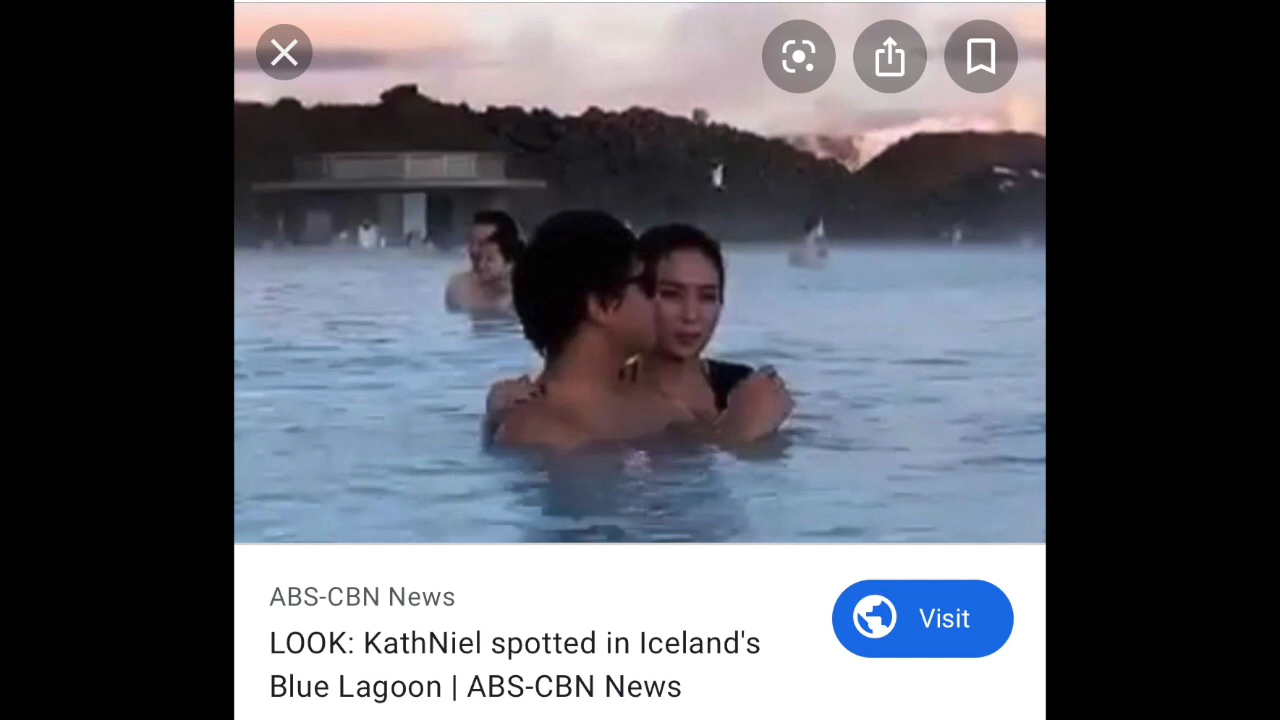 ABS-CBN News
LOOK: KathNiel spotted in Iceland's
Blue Lagoon | ABS-CBN News
Visit